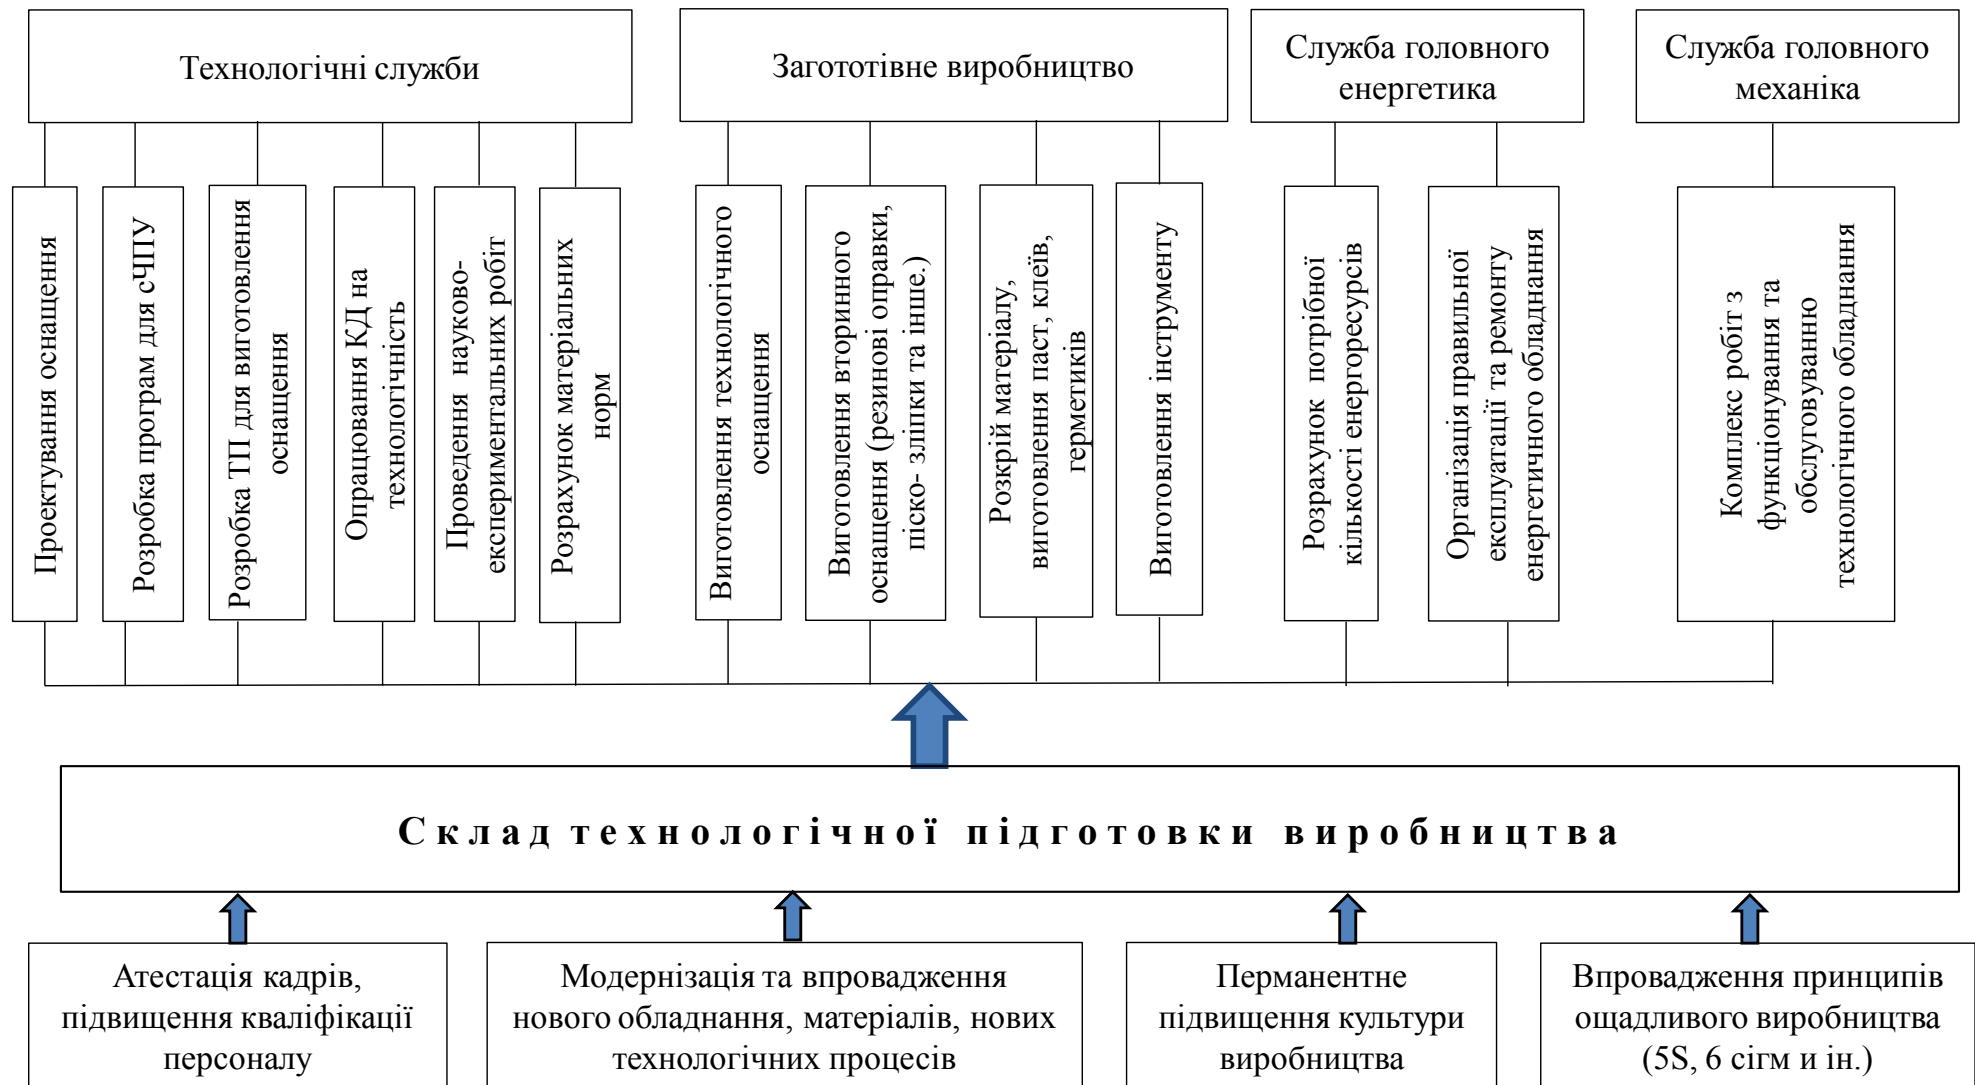 Технологічні служби
Загототівне виробництво
Служба головного
енергетика
Служба головного
механіка
Проектування оснащення
Розробка програм для сЧПУ
Розробка ТП для виготовлення
оснащення
Опрацювання КД на
технологічність
Проведення науково-
експериментальних робіт
Розрахунок матеріальних
норм
Виготовлення технологічного
оснащення
Виготовлення вторинного
оснащення (резинові оправки,
піско- зліпки та інше.)
Розкрій матеріалу,
виготовлення паст, клеїв,
герметиків
Виготовлення інструменту
Розрахунок потрібної
кількості енергоресурсів
Організація правильної
експлуатації та ремонту
енергетичного обладнання
Комплекс робіт з
функціонування та
обслуговуванню
технологічного обладнання
Склад технологічної підготовки виробництва
Атестація кадрів,
підвищення кваліфікації
персоналу
Модернізація та впровадження
нового обладнання, матеріалів, нових
технологічних процесів
Перманентне
підвищення культури
виробництва
Впровадження принципів
ощадливого виробництва
(5S, 6 сігм и ін.)